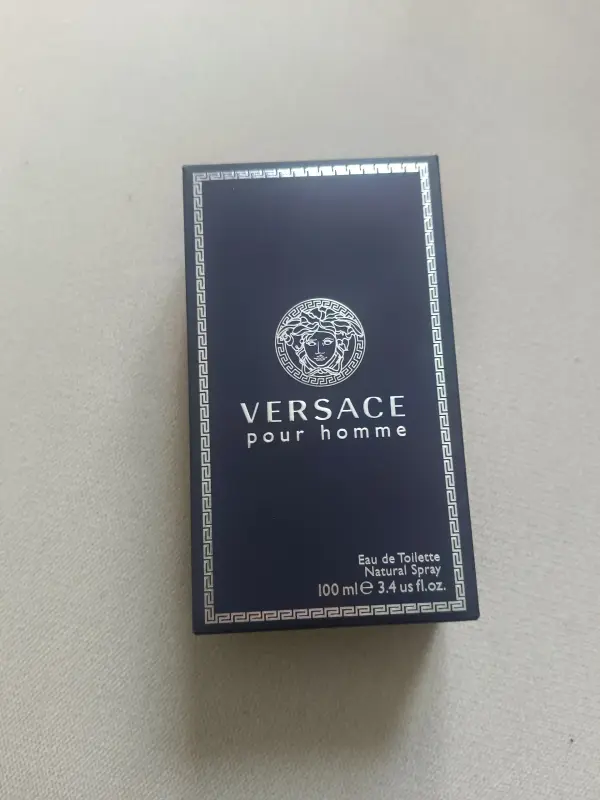 VERSACE
pour homme
Eau de Toilette
Natural Spray
100 ml ℮ 3.4 us fl.oz.